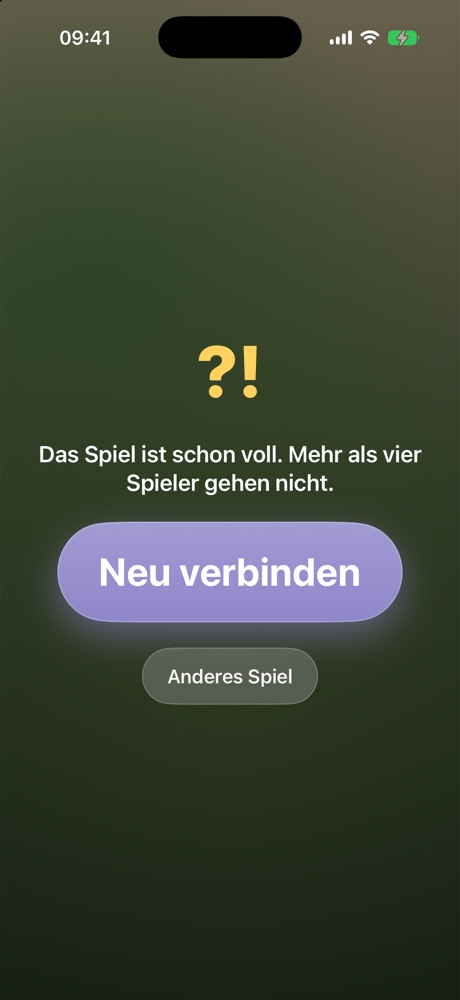 09:41
?!
Das Spiel ist schon voll. Mehr als vier
Spieler gehen nicht.
Neu verbinden
Anderes Spiel